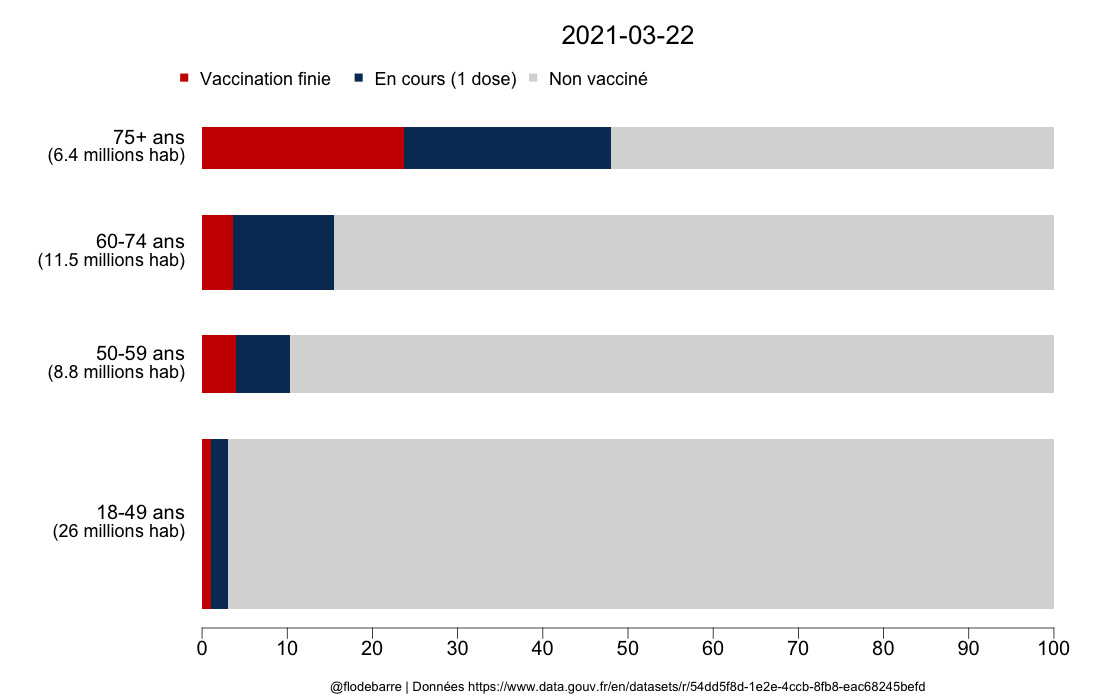 2021-03-22
Vaccination finie En cours (1 dose) Non vacciné
75+ ans
(6.4 millions hab)
60-74 ans
(11.5 millions hab)
50-59 ans
(8.8 millions hab)
18-49 ans
(26 millions hab)
0 10 20 30 40 50 60 70 80 90 100
@flodebarre | Données https://www.data.gouv.fr/en/datasets/r/54dd5f8d-1e2e-4ccb-8fb8-eac68245befd